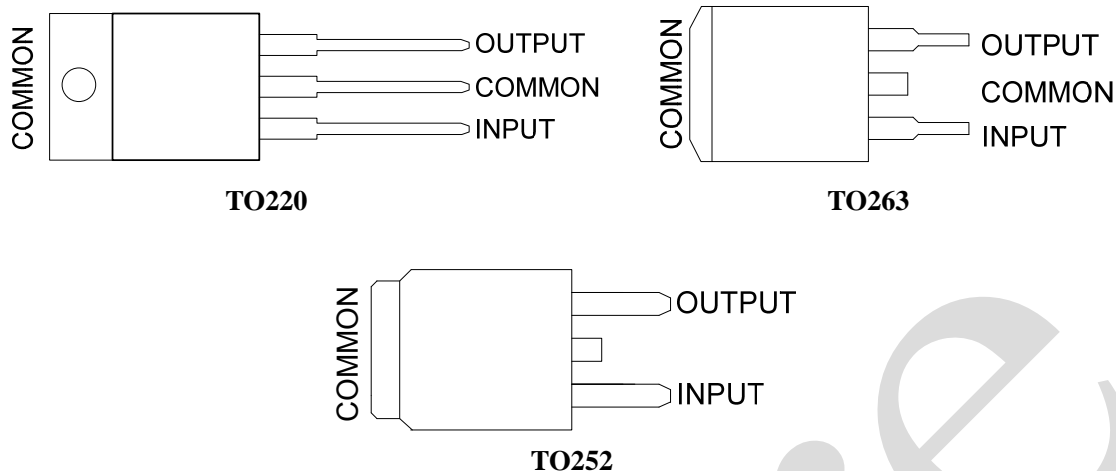 COMMON
OUTPUT
COMMON
INPUT
TO220
COMMON
OUTPUT
COMMON
INPUT
TO263
COMMON
OUTPUT
INPUT
TO252